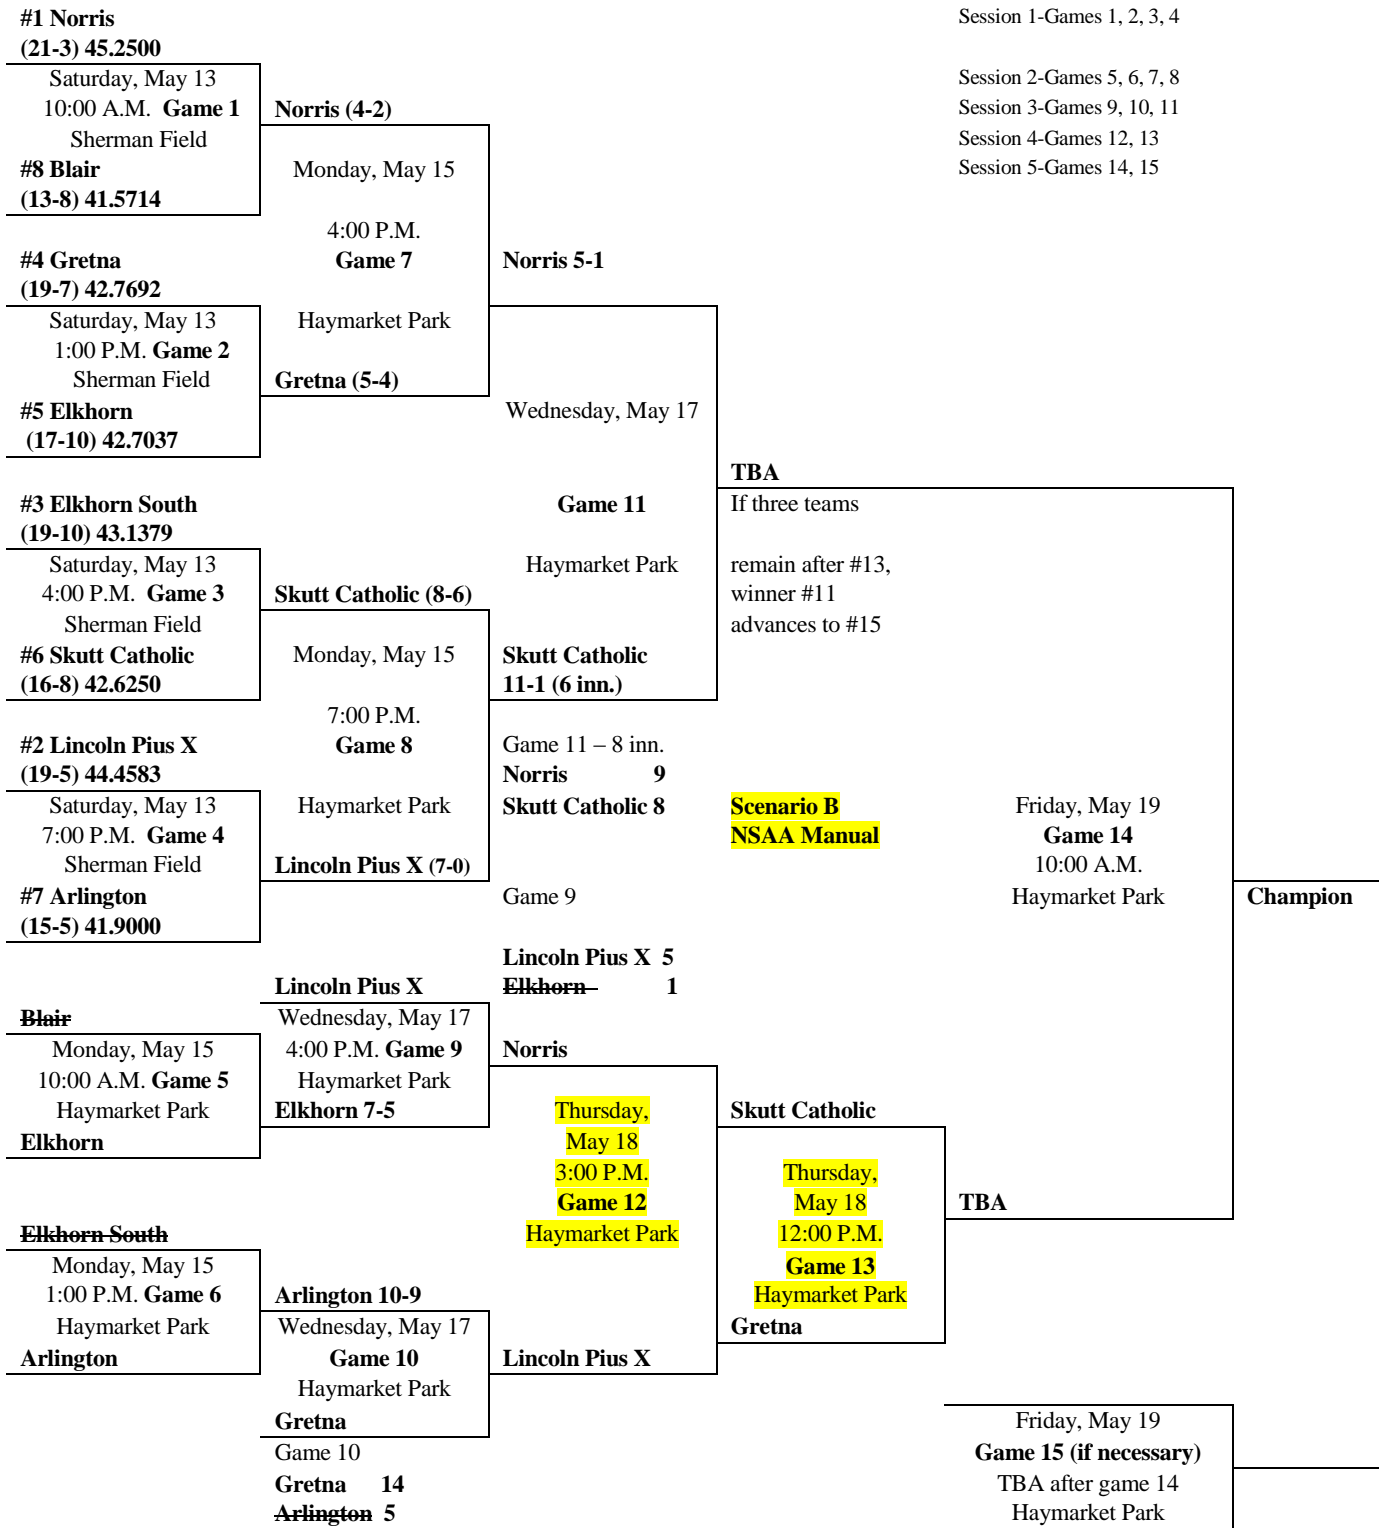 #1 Norris
(21-3) 45.2500
Saturday, May 13
10:00 A.M. Game 1
Sherman Field
#8 Blair
(13-8) 41.5714
#4 Gretna
(19-7) 42.7692
Saturday, May 13
1:00 P.M. Game 2
Sherman Field
#5 Elkhorn
(17-10) 42.7037
#3 Elkhorn South
(19-10) 43.1379
Saturday, May 13
4:00 P.M. Game 3
Sherman Field
#6 Skutt Catholic
(16-8) 42.6250
#2 Lincoln Pius X
(19-5) 44.4583
Saturday, May 13
7:00 P.M. Game 4
Sherman Field
#7 Arlington
(15-5) 41.9000
Blair
Monday, May 15
10:00 A.M. Game 5
Haymarket Park
Elkhorn
Elkhorn South
Monday, May 15
1:00 P.M. Game 6
Haymarket Park
Arlington
Norris (4-2)
Monday, May 15
4:00 P.M.
Game 7
Haymarket Park
Gretna (5-4)
Skutt Catholic (8-6)
Monday, May 15
7:00 P.M.
Game 8
Haymarket Park
Lincoln Pius X (7-0)
Lincoln Pius X
Wednesday, May 17
4:00 P.M. Game 9
Haymarket Park
Elkhorn 7-5
Arlington 10-9
Wednesday, May 17
Game 10
Haymarket Park
Gretna
Game 10
Gretna 14
Arlington 5
Norris 5-1
Wednesday, May 17
Game 11
Haymarket Park
Skutt Catholic
11-1 (6 inn.)
Game 11 – 8 inn.
Norris 9
Skutt Catholic 8
Game 9
Lincoln Pius X 5
Elkhorn 1
Norris
Thursday,
May 18
3:00 P.M.
Game 12
Haymarket Park
Lincoln Pius X
TBA
If three teams
remain after #13,
winner #11
advances to #15
Scenario B
NSAA Manual
Skutt Catholic
Thursday,
May 18
12:00 P.M.
Game 13
Haymarket Park
Gretna
Session 1-Games 1, 2, 3, 4
Session 2-Games 5, 6, 7, 8
Session 3-Games 9, 10, 11
Session 4-Games 12, 13
Session 5-Games 14, 15
Friday, May 19
Game 14
10:00 A.M.
Haymarket Park
TBA
Friday, May 19
Game 15 (if necessary)
TBA after game 14
Haymarket Park
Champion